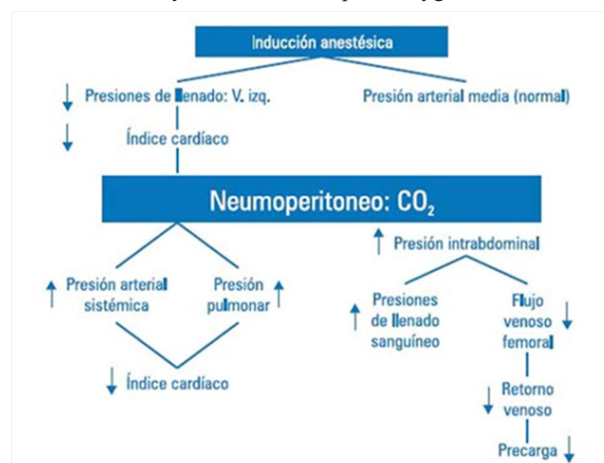 Inducción anestésica
Presiones de llenado: V. izq.
Presión arterial media (normal)
Índice cardíaco
Neumoperitoneo: CO₂
Presión intrabdominal
Presión arterial
sistémica
Presión
pulmonar
Presiones
de llenado
sanguíneo
Flujo
venoso
femoral
Índice cardíaco
Retorno
venoso
Precarga